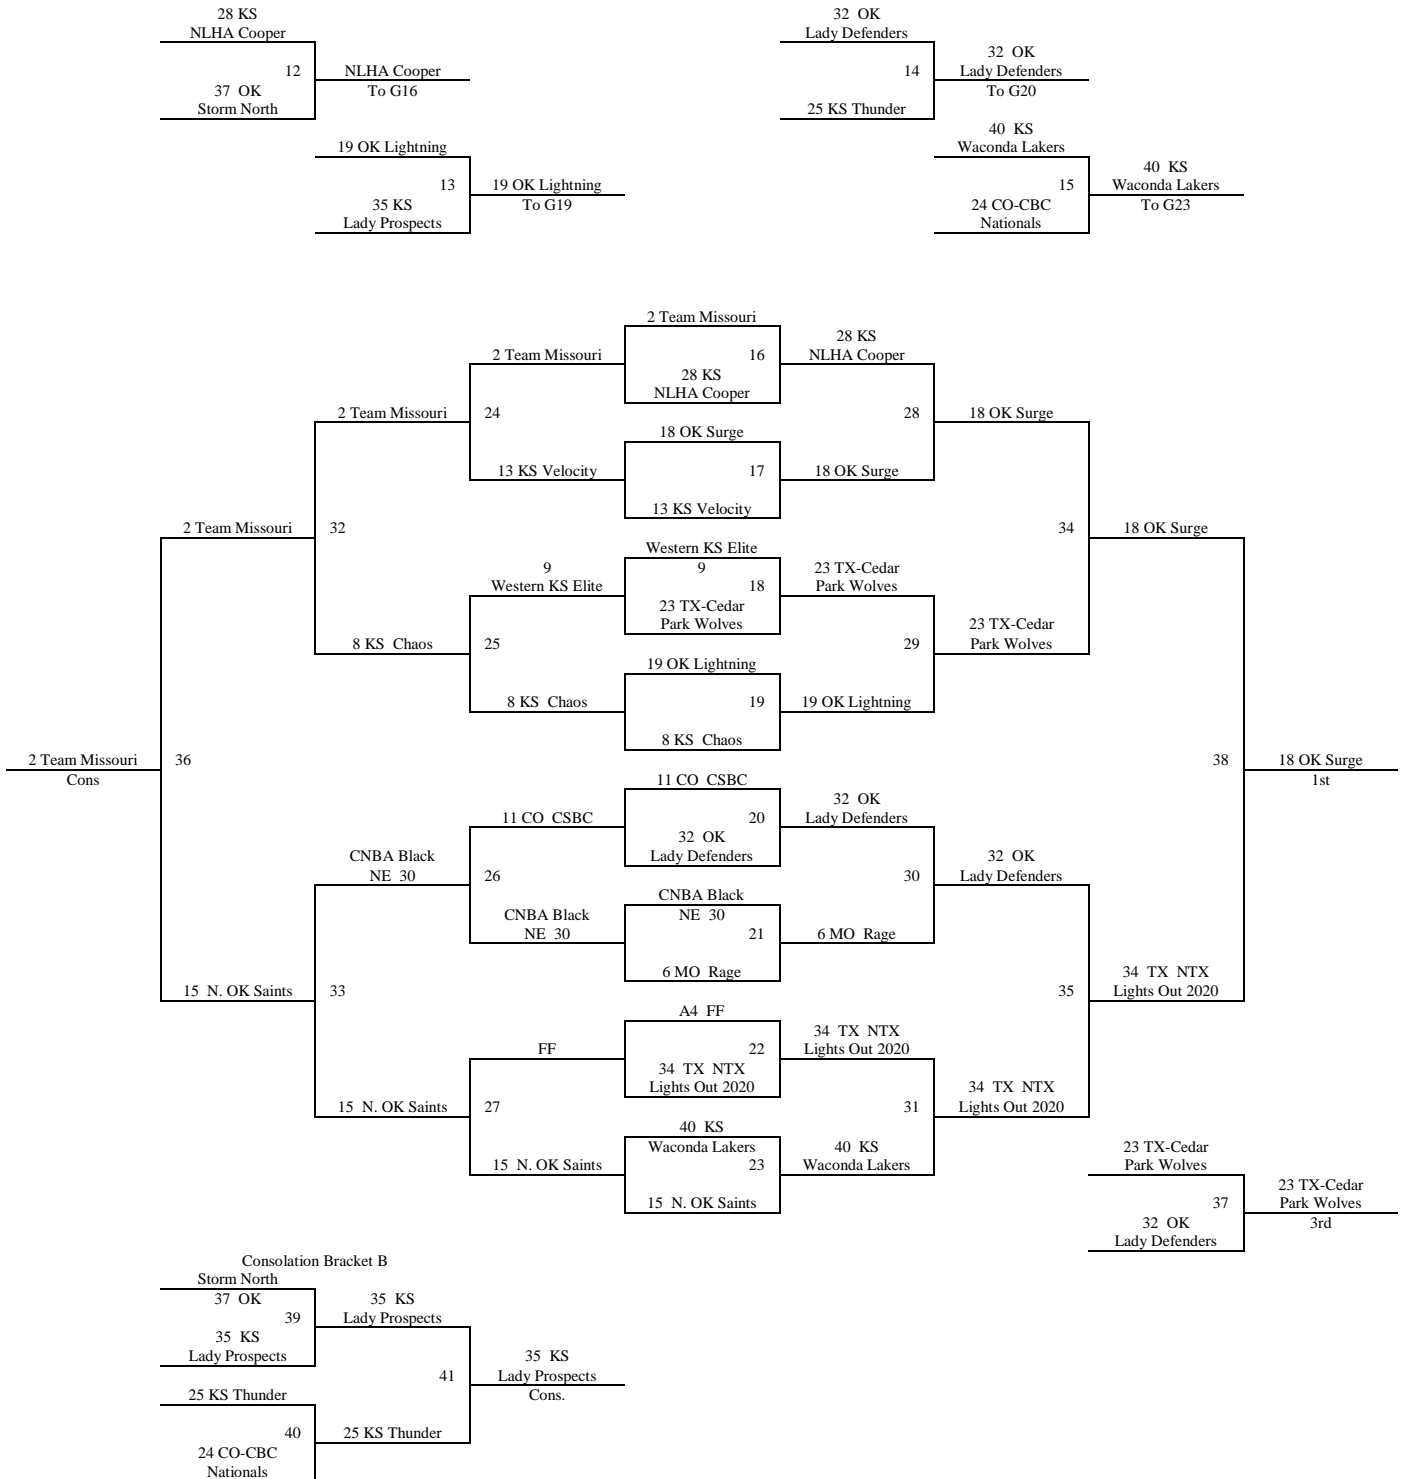 28 KS
NLHA Cooper
12
NLHA Cooper
To G16
37 OK
Storm North
19 OK Lightning
13
19 OK Lightning
To G19
35 KS
Lady Prospects
32 OK
Lady Defenders
14
32 OK
Lady Defenders
To G20
25 KS Thunder
40 KS
Waconda Lakers
15
40 KS
Waconda Lakers
To G23
24 CO-CBC
Nationals
2 Team Missouri
2 Team Missouri
16
28 KS
NLHA Cooper
28 KS
NLHA Cooper
2 Team Missouri
24
28
18 OK Surge
18 OK Surge
13 KS Velocity
17
18 OK Surge
13 KS Velocity
2 Team Missouri
32
34
18 OK Surge
Western KS Elite
9
9
Western KS Elite
18
23 TX-Cedar
Park Wolves
23 TX-Cedar
Park Wolves
8 KS Chaos
25
29
23 TX-Cedar
Park Wolves
19 OK Lightning
8 KS Chaos
19
19 OK Lightning
8 KS Chaos
2 Team Missouri
Cons
36
38
18 OK Surge
1st
11 CO CSBC
11 CO CSBC
20
32 OK
Lady Defenders
32 OK
Lady Defenders
CNBA Black
NE 30
26
30
32 OK
Lady Defenders
CNBA Black
NE 30
CNBA Black
NE 30
21
6 MO Rage
6 MO Rage
15 N. OK Saints
33
35
34 TX NTX
Lights Out 2020
A4 FF
FF
22
34 TX NTX
Lights Out 2020
34 TX NTX
Lights Out 2020
15 N. OK Saints
27
31
34 TX NTX
Lights Out 2020
40 KS
Waconda Lakers
15 N. OK Saints
23
40 KS
Waconda Lakers
15 N. OK Saints
23 TX-Cedar
Park Wolves
37
23 TX-Cedar
Park Wolves
3rd
32 OK
Lady Defenders
Consolation Bracket B
Storm North
37 OK
39
35 KS
Lady Prospects
35 KS
Lady Prospects
41
35 KS
Lady Prospects
Cons.
25 KS Thunder
40
25 KS Thunder
24 CO-CBC
Nationals